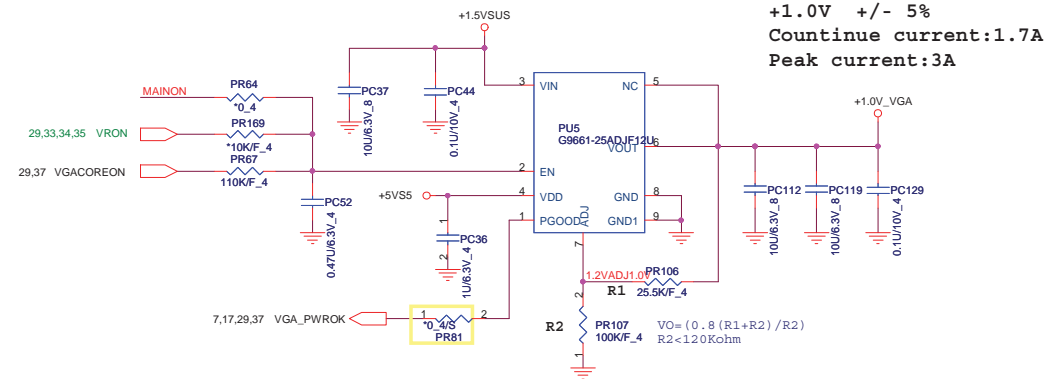 +1.0V +/- 5%
Countinue current:1.7A
Peak current:3A
+1.5VSUS
MAINON
PR64
*0_4
29,33,34,35 VRON
PR169
*10K/F_4
29,37 VGACOREON
PR67
110K/F_4
PC37
10U/6.3V_8
PC44
0.1U/10V_4
PC52
0.47U/6.3V_4
+5VS5
1
PC36
2
1U/6.3V_4
3 VIN
NC 5
PU5
G9661-25ADJF12U
VOUT 6
2 EN
4 VDD
GND 8
1 PGOOD
GND1 9
ADJ
7
+1.0V_VGA
PC112
10U/6.3V_8
PC119
10U/6.3V_8
PC129
0.1U/10V_4
1.2VADJ1.0V
PR106
R1
25.5K/F_4
2
R2
PR107
100K/F_4
1
VO=(0.8(R1+R2)/R2)
R2<120Kohm
7,17,29,37 VGA_PWROK
1
*0_4/S
2
PR81